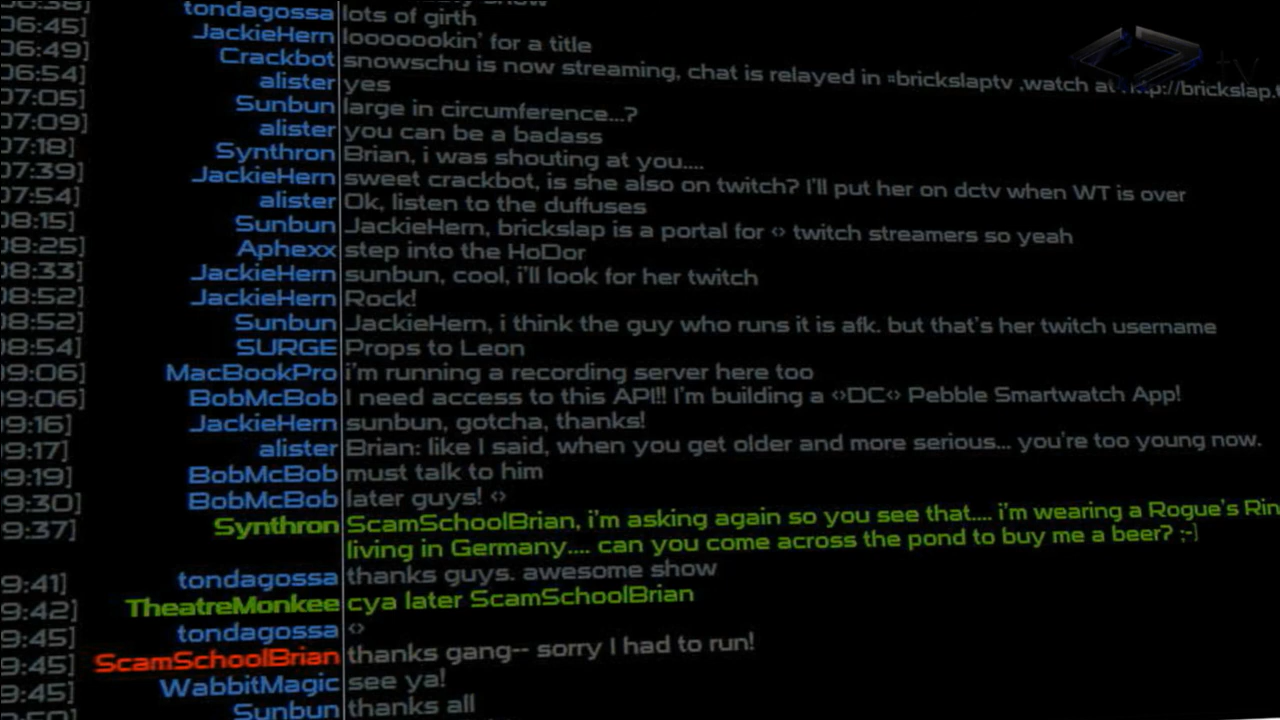 06:45] tondagossa lots of girth
06:49] JackieHern looooookin' for a title
06:54] Crackbot snowschu is now streaming, chat is relayed in #brickslaptv ,watch at http://brickslap.t
07:05] alister yes
07:09] Sunbun large in circumference...?
07:18] alister you can be a badass
07:39] Synthron Brian, i was shouting at you....
07:54] JackieHern sweet crackbot, is she also on twitch? I'll put her on dctv when WT is over
08:15] alister Ok, listen to the duffuses
08:25] Sunbun JackieHern, brickslap is a portal for <> twitch streamers so yeah
08:33] Aphexx step into the HoDor
08:52] JackieHern sunbun, cool, i'll look for her twitch
08:52] JackieHern Rock!
08:54] Sunbun JackieHern, i think the guy who runs it is afk. but that's her twitch username
09:06] SURGE Props to Leon
09:06] MacBookPro i'm running a recording server here too
9:16] BobMcBob I need access to this API!! I'm building a <>DC<> Pebble Smartwatch App!
9:17] JackieHern sunbun, gotcha, thanks!
9:19] alister Brian: like I said, when you get older and more serious... you're too young now.
9:30] BobMcBob must talk to him
9:37] BobMcBob later guys! <>
Synthron ScamSchoolBrian, i'm asking again so you see that.... i'm wearing a Rogue's Rin
living in Germany.... can you come across the pond to buy me a beer? ;-]
9:41] tondagossa thanks guys. awesome show
9:42] TheatreMonkee cya later ScamSchoolBrian
9:45] tondagossa <>
9:45] ScamSchoolBrian thanks gang-- sorry I had to run!
9:45] WabbitMagic see ya!
Sunbun thanks all
tv